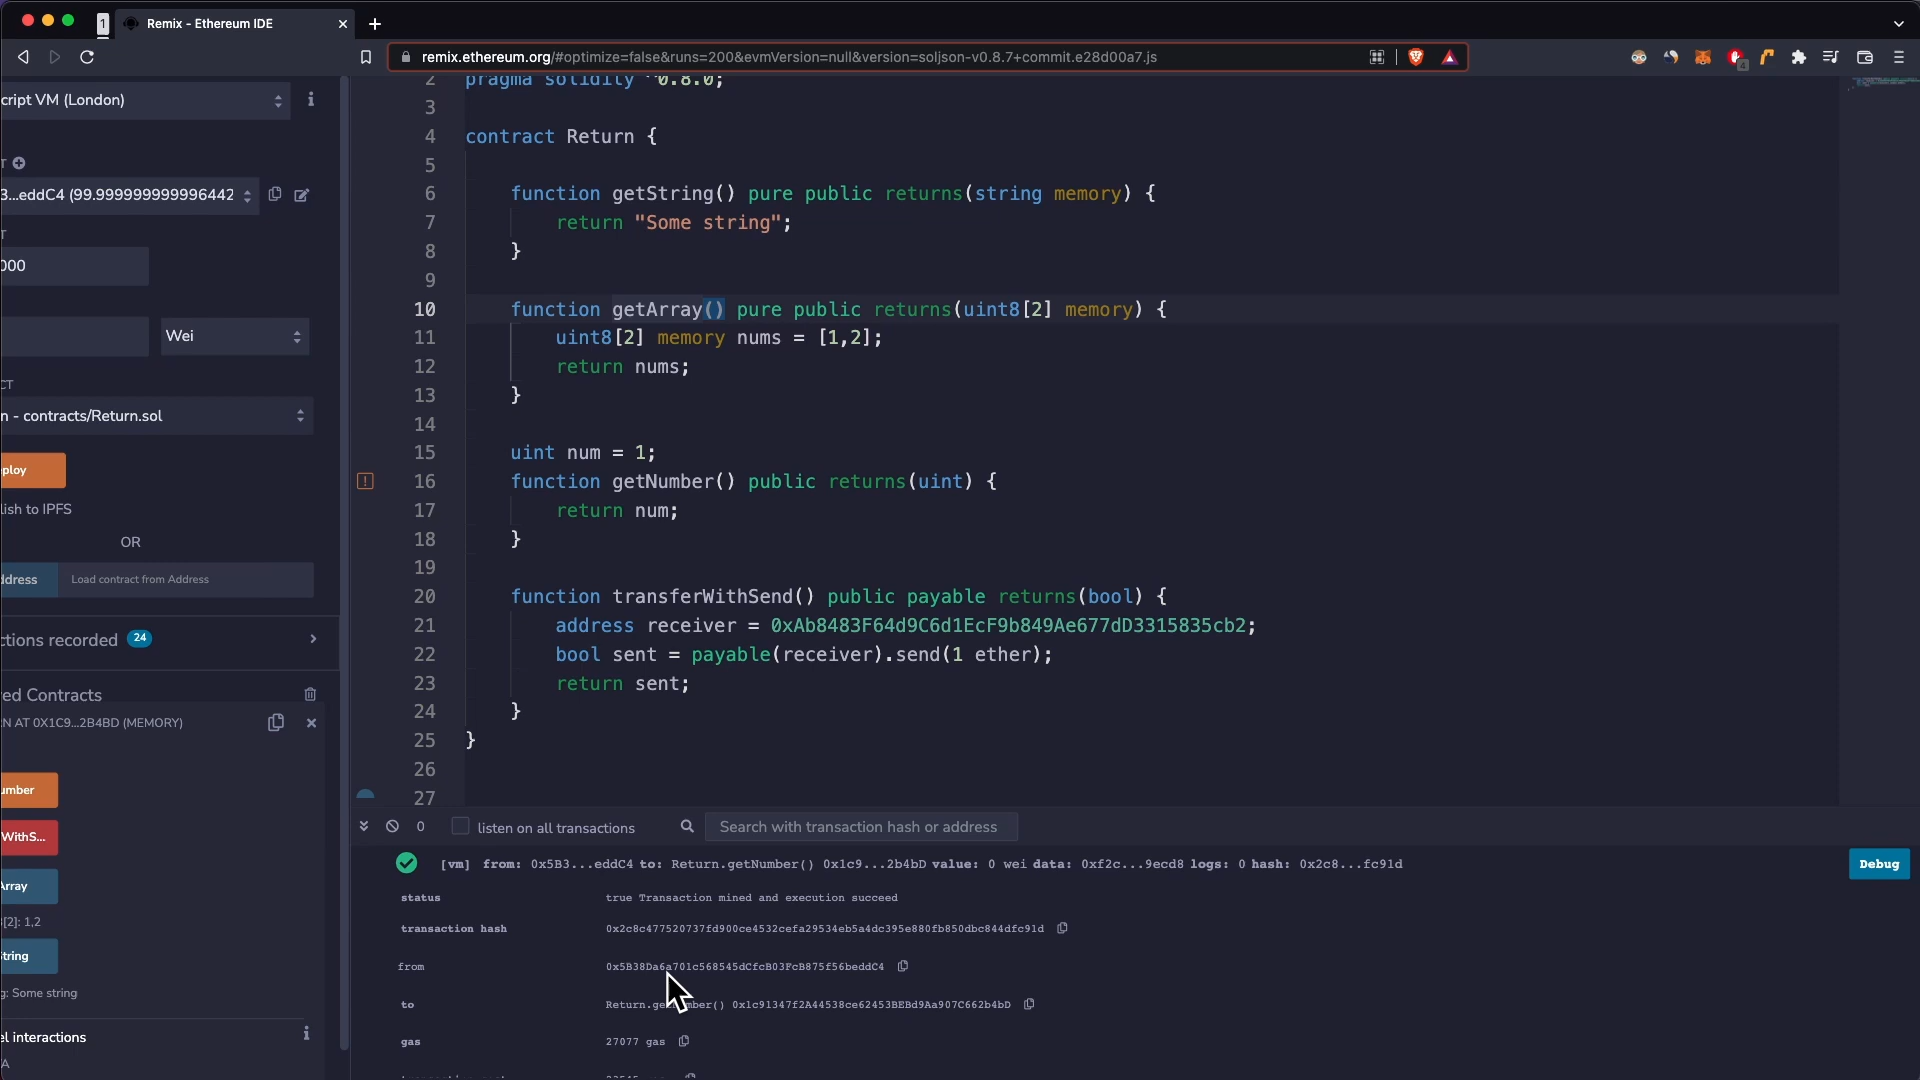 1
Remix - Ethereum IDE
remix.ethereum.org/#optimize=false&runs=200&evmVersion=null&version=soljson-v0.8.7+commit.e28d00a7.js
4
cript VM (London)
T
3...eddC4 (99.9999999999996442
T
000
Wei
CT
n - contracts/Return.sol
ploy
lish to IPFS
OR
ddress
Load contract from Address
ctions recorded 24
ed Contracts
N AT 0X1C9...2B4BD (MEMORY)
umber
WithS...
Array
8[2]: 1,2
tring
g: Some string
el interactions
A
2 pragma solidity ^0.8.0;
3
4 contract Return {
5
6 function getString() pure public returns(string memory) {
7 return "Some string";
8 }
9
10 function getArray() pure public returns(uint8[2] memory) {
11 uint8[2] memory nums = [1,2];
12 return nums;
13 }
14
15 uint num = 1;
16 function getNumber() public returns(uint) {
17 return num;
18 }
19
20 function transferWithSend() public payable returns(bool) {
21 address receiver = 0xAb8483F64d9C6d1EcF9b849Ae677dD3315835cb2;
22 bool sent = payable(receiver).send(1 ether);
23 return sent;
24 }
25 }
26
27
0 listen on all transactions Search with transaction hash or address
[vm] from: 0x5B3...eddC4 to: Return.getNumber() 0x1c9...2b4bD value: 0 wei data: 0xf2c...9ecd8 logs: 0 hash: 0x2c8...fc91d
Debug
status true Transaction mined and execution succeed
transaction hash 0x2c8c477520737fd900ce4532cefa29534eb5a4dc395e880fb850dbc844dfc91d
from 0x5B38Da6a701c568545dCfcB03FcB875f56beddC4
to Return.getNumber() 0x1c91347f2A44538ce62453BEBd9Aa907C662b4bD
gas 27077 gas